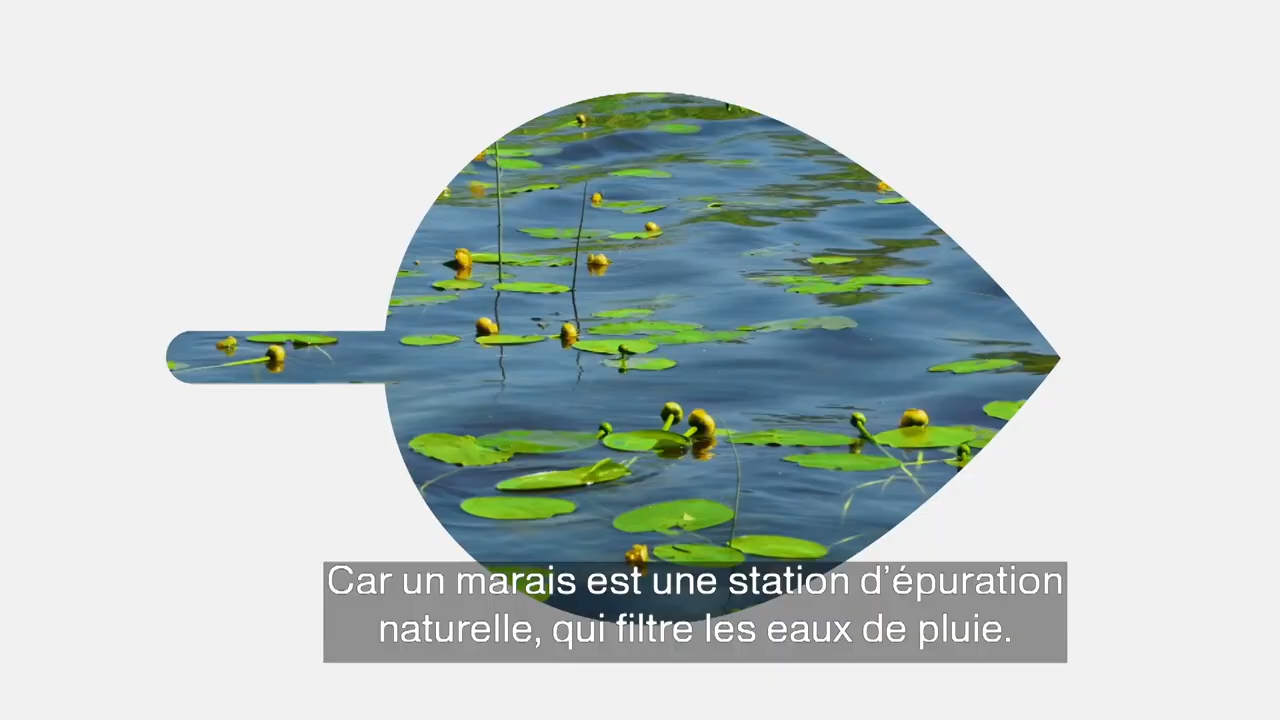 Car un marais est une station d’épuration
naturelle, qui filtre les eaux de pluie.